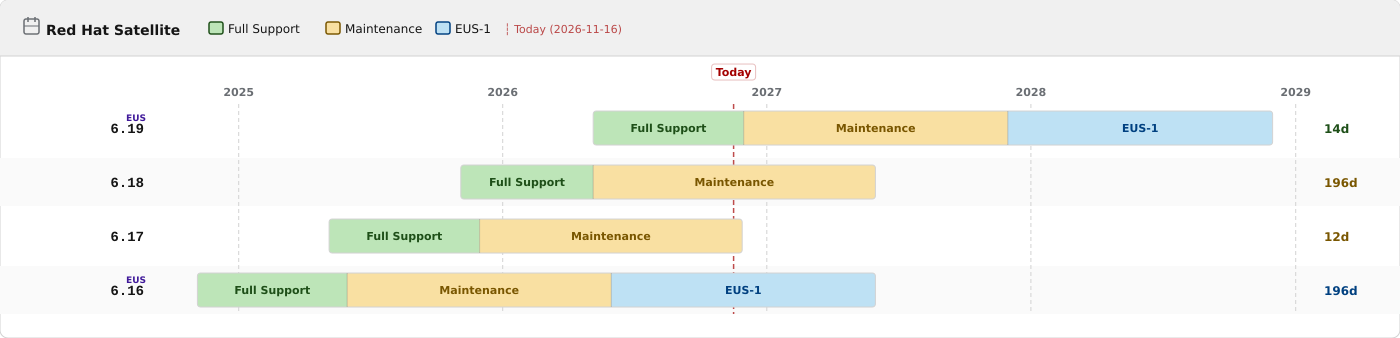 Red Hat Satellite Full Support Maintenance EUS-1 Today (2026-11-16)
Today
2025 2026 2027 2028 2029
EUS
6.19 Full Support Maintenance EUS-1 14d
6.18 Full Support Maintenance 196d
6.17 Full Support Maintenance 12d
EUS
6.16 Full Support Maintenance EUS-1 196d